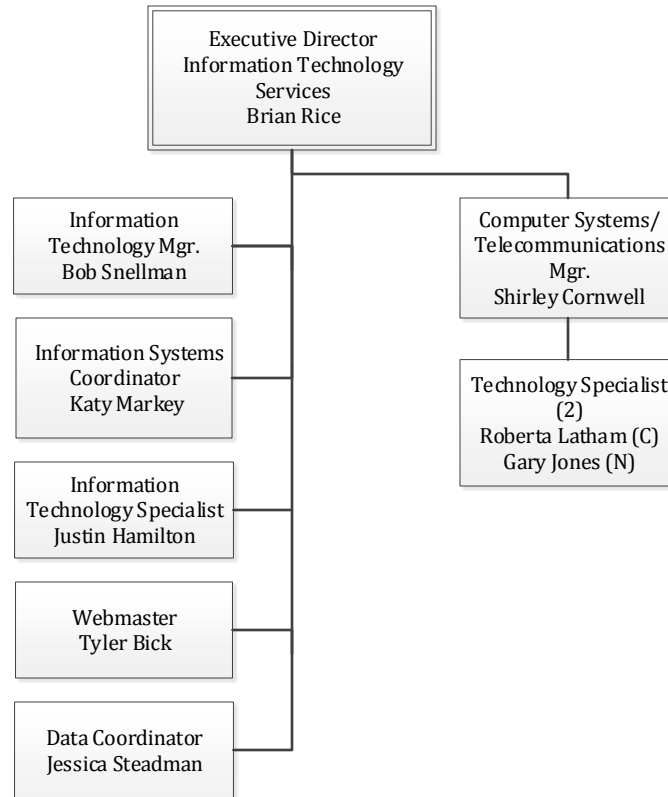 Executive Director
Information Technology
Services
Brian Rice
Information
Technology Mgr.
Bob Snellman
Computer Systems/
Telecommunications
Mgr.
Shirley Cornwell
Information Systems
Coordinator
Katy Markey
Technology Specialist
(2)
Roberta Latham (C)
Gary Jones (N)
Information
Technology Specialist
Justin Hamilton
Webmaster
Tyler Bick
Data Coordinator
Jessica Steadman